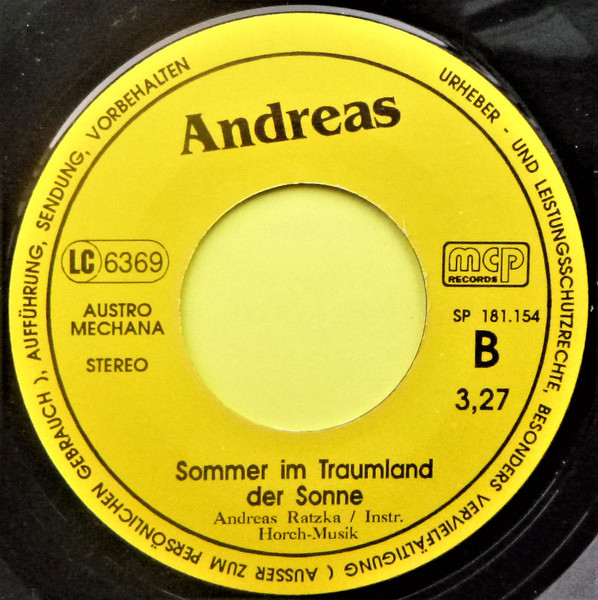 URHEBER - UND LEISTUNGSSCHUTZRECHTE, BESONDERS VERVIELFÄLTIGUNG ( AUSSER ZUM PERSÖNLICHEN GEBRAUCH ), AUFFÜHRUNG, SENDUNG, VORBEHALTEN
Andreas
LC 6369
mcp
RECORDS
AUSTRO
MECHANA
STEREO
SP 181.154
B
3,27
Sommer im Traumland
der Sonne
Andreas Ratzka / Instr.
Horch-Musik